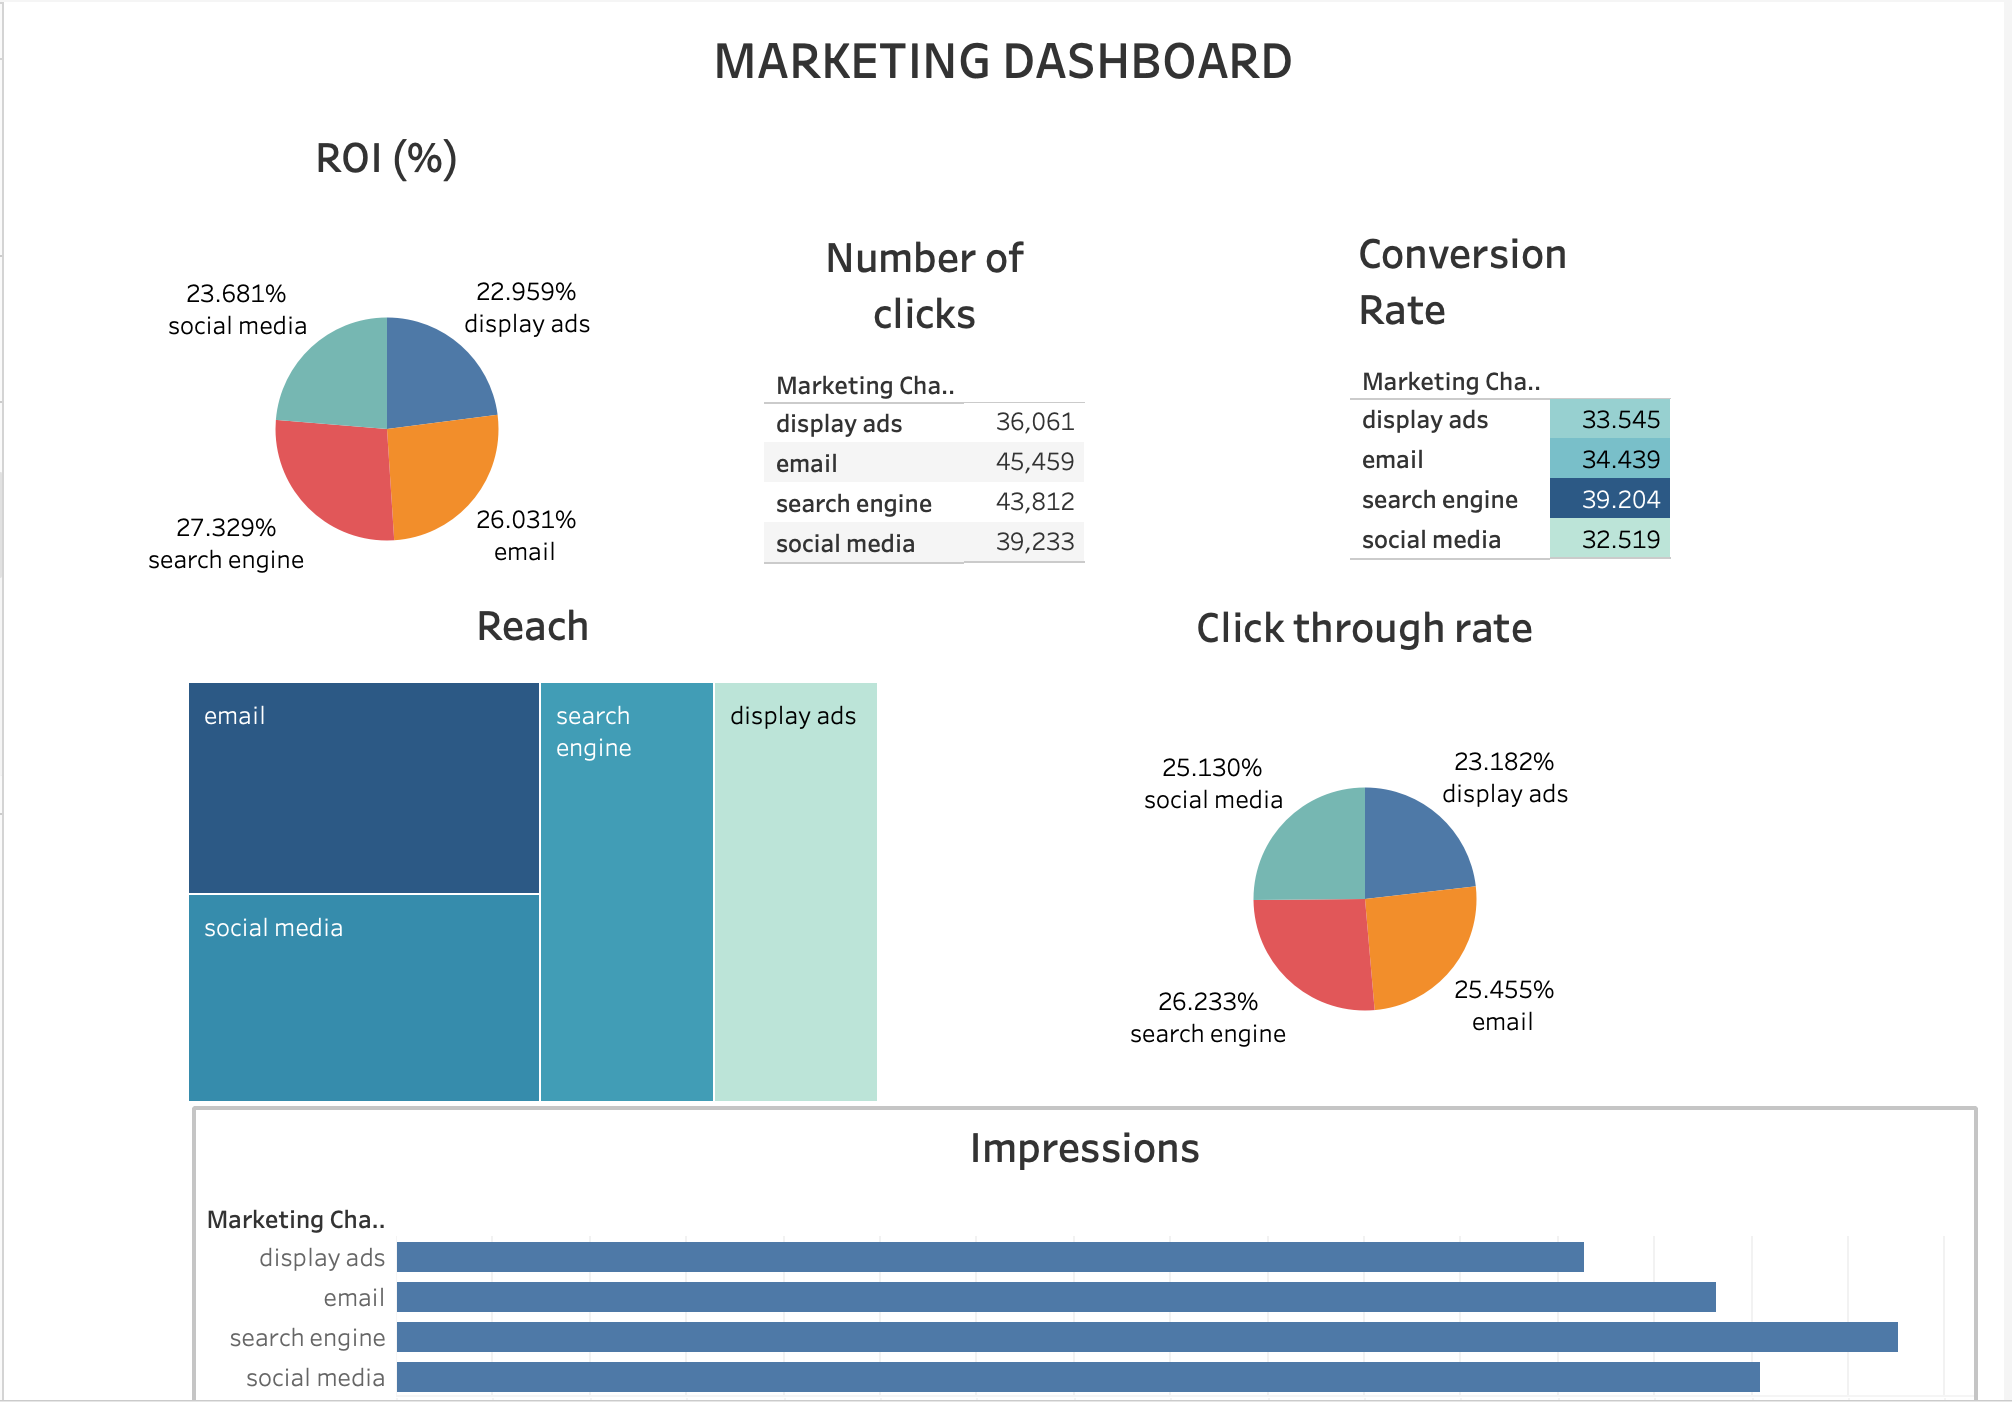 MARKETING DASHBOARD
ROI (%)
23.681%
social media
22.959%
display ads
27.329%
search engine
26.031%
email
Number of
clicks
Marketing Cha..
display ads 36,061
email 45,459
search engine 43,812
social media 39,233
Conversion
Rate
Marketing Cha..
display ads 33.545
email 34.439
search engine 39.204
social media 32.519
Reach
email
social media
search
engine
display ads
Click through rate
25.130%
social media
23.182%
display ads
26.233%
search engine
25.455%
email
Impressions
Marketing Cha..
display ads
email
search engine
social media